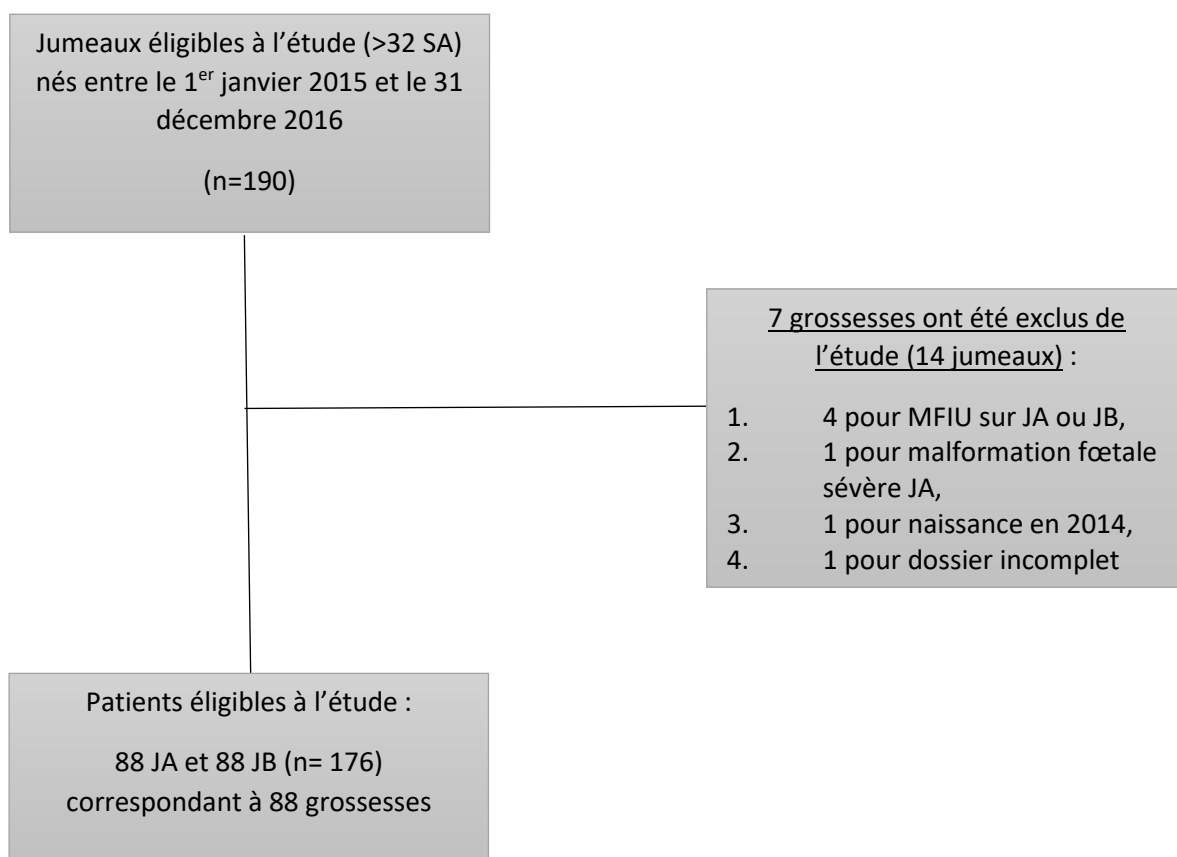 Jumeaux éligibles à l’étude (>32 SA)
nés entre le 1er janvier 2015 et le 31
décembre 2016
(n=190)
7 grossesses ont été exclus de
l’étude (14 jumeaux) :
1. 4 pour MFIU sur JA ou JB,
2. 1 pour malformation fœtale
sévère JA,
3. 1 pour naissance en 2014,
4. 1 pour dossier incomplet
Patients éligibles à l’étude :
88 JA et 88 JB (n= 176)
correspondant à 88 grossesses